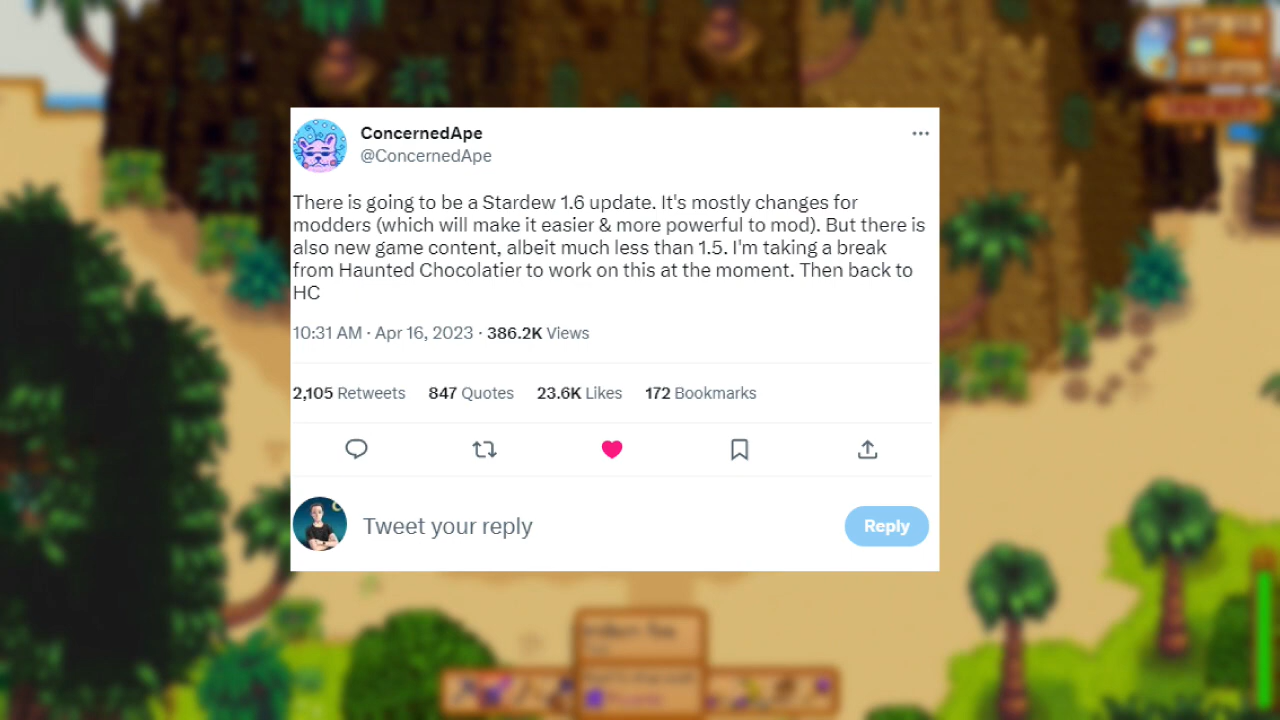 ConcernedApe
@ConcernedApe
There is going to be a Stardew 1.6 update. It's mostly changes for
modders (which will make it easier & more powerful to mod). But there is
also new game content, albeit much less than 1.5. I'm taking a break
from Haunted Chocolatier to work on this at the moment. Then back to
HC
10:31 AM · Apr 16, 2023 · 386.2K Views
2,105 Retweets 847 Quotes 23.6K Likes 172 Bookmarks
Tweet your reply
Reply